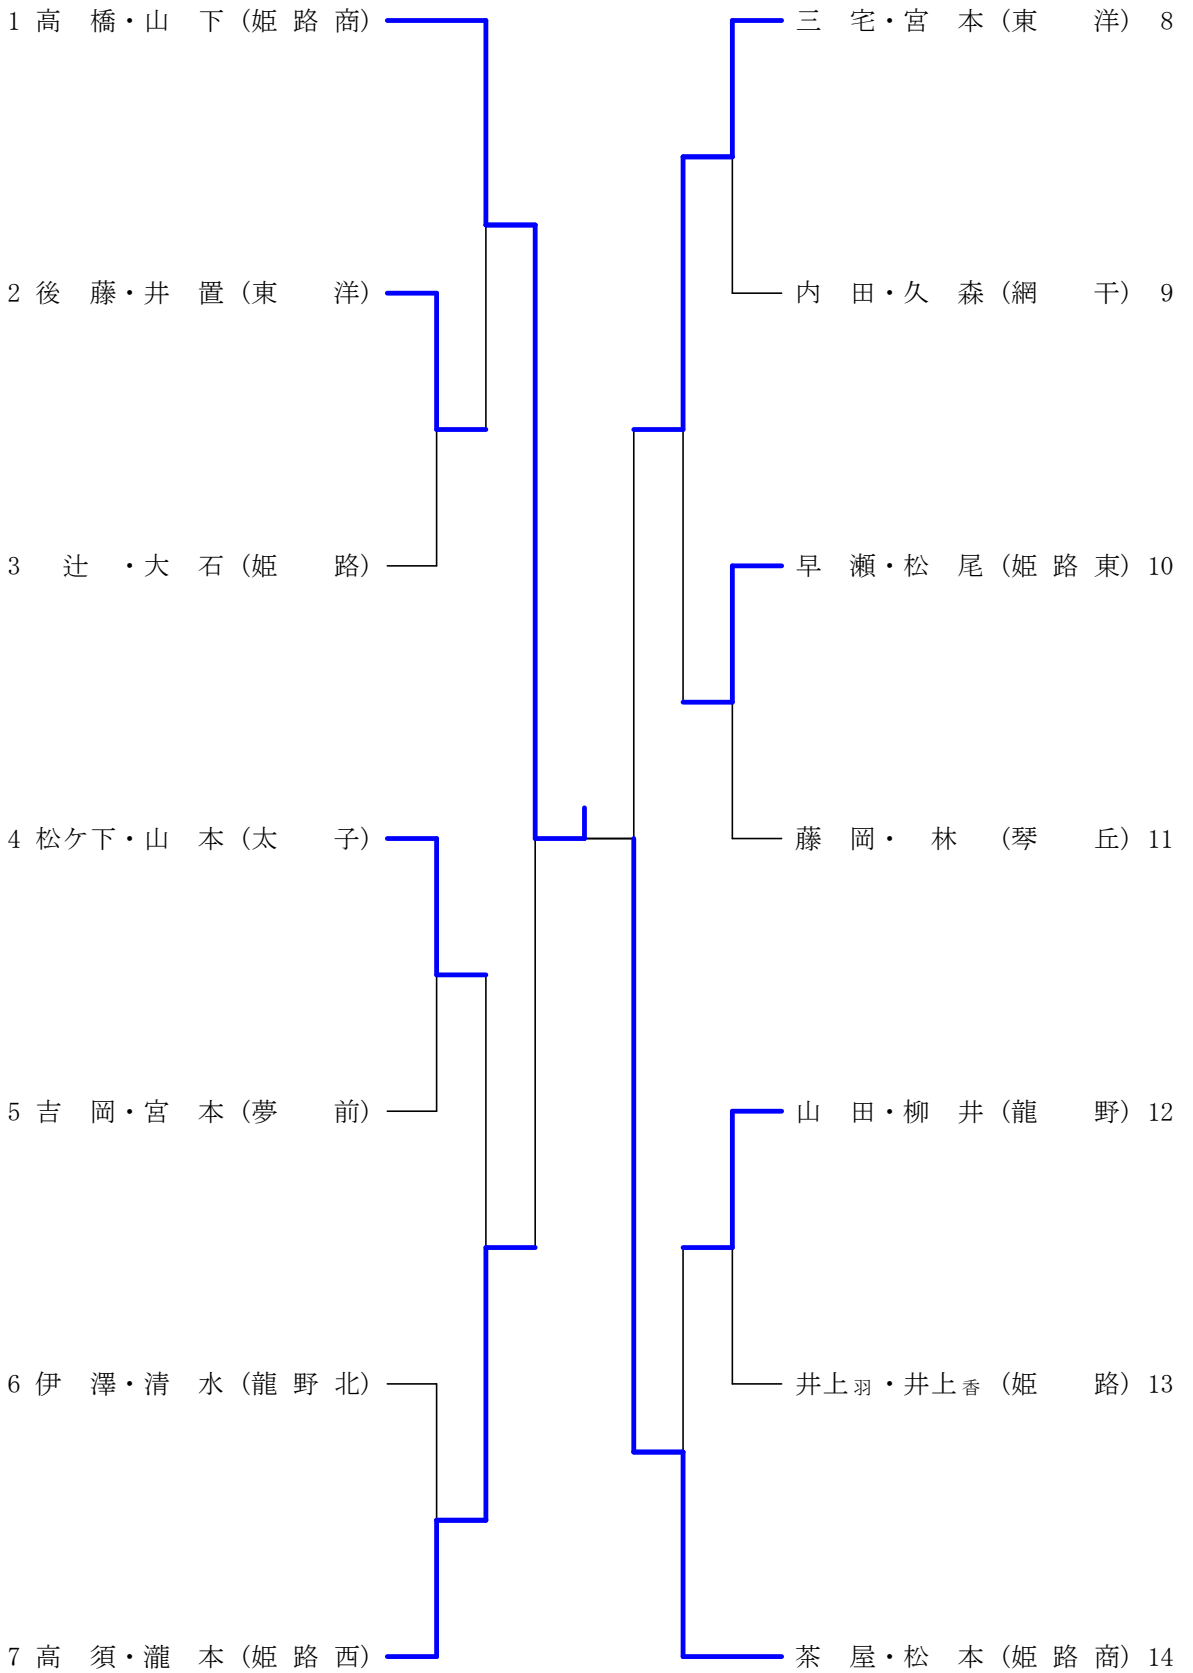 1 高　橋・山　下 (姫 路 商)
2 後　藤・井　置 (東　　洋)
3 　辻　・大　石 (姫　　路)
4 松ケ下・山　本 (太　　子)
5 吉　岡・宮　本 (夢　　前)
6 伊　澤・清　水 (龍 野 北)
7 高　須・瀧　本 (姫 路 西)
三　宅・宮　本 (東　　洋) 8
内　田・久　森 (網　　干) 9
早　瀬・松　尾 (姫 路 東) 10
藤　岡・　林　 (琴　　丘) 11
山　田・柳　井 (龍　　野) 12
井上羽・井上香 (姫　　路) 13
茶　屋・松　本 (姫 路 商) 14